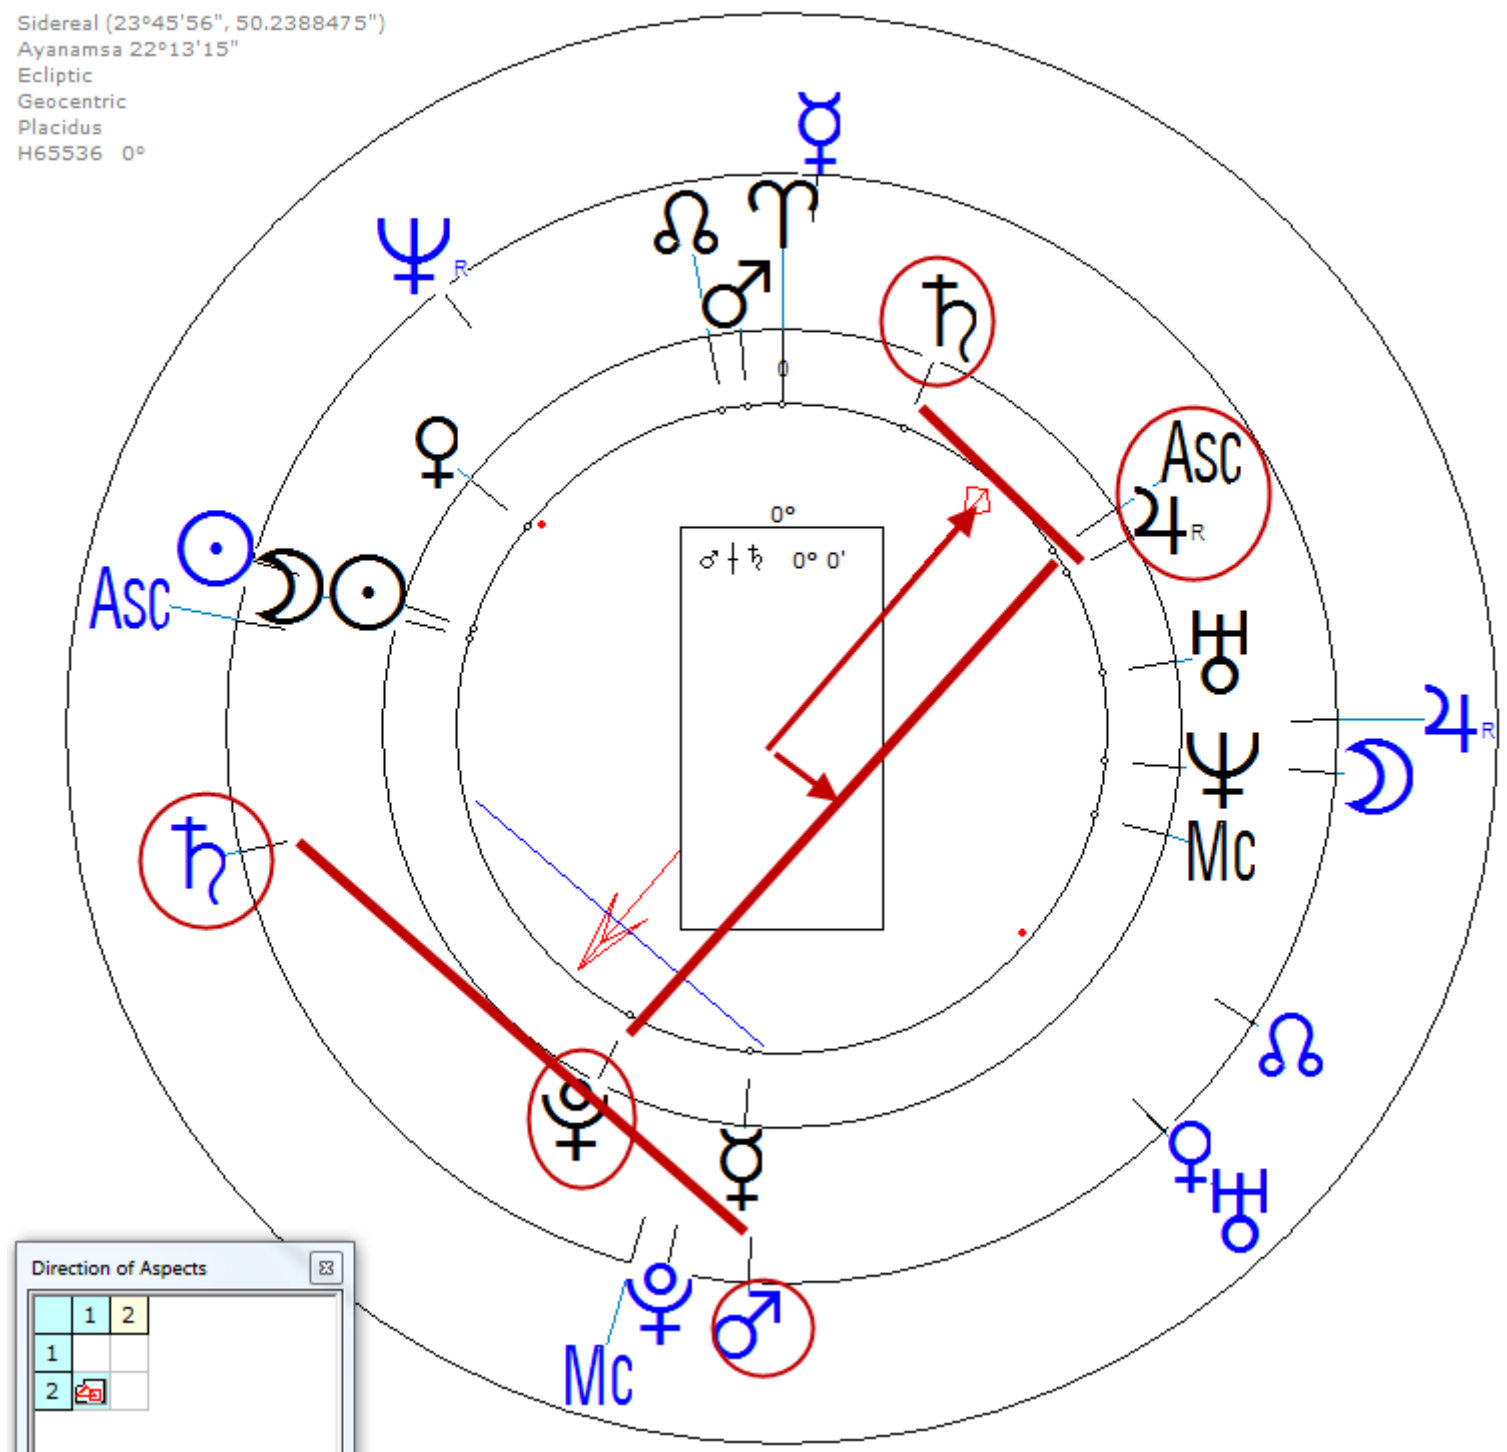 Sidereal (23°45'56", 50.2388475")
Ayanamsa 22°13'15"
Ecliptic
Geocentric
Placidus
H65536 0°
☿
♆ R
☊ ♈
♂
♄
0
♀
Asc
♃ R
0°
♂ ┼ ♄ 0° 0'
☉
☽ ☉
Asc
♅
♃ R
♆
☽
Mc
♄
☊
♇
☿
♀
♅
♇ ♂
Mc
Direction of Aspects
1 2
1
2